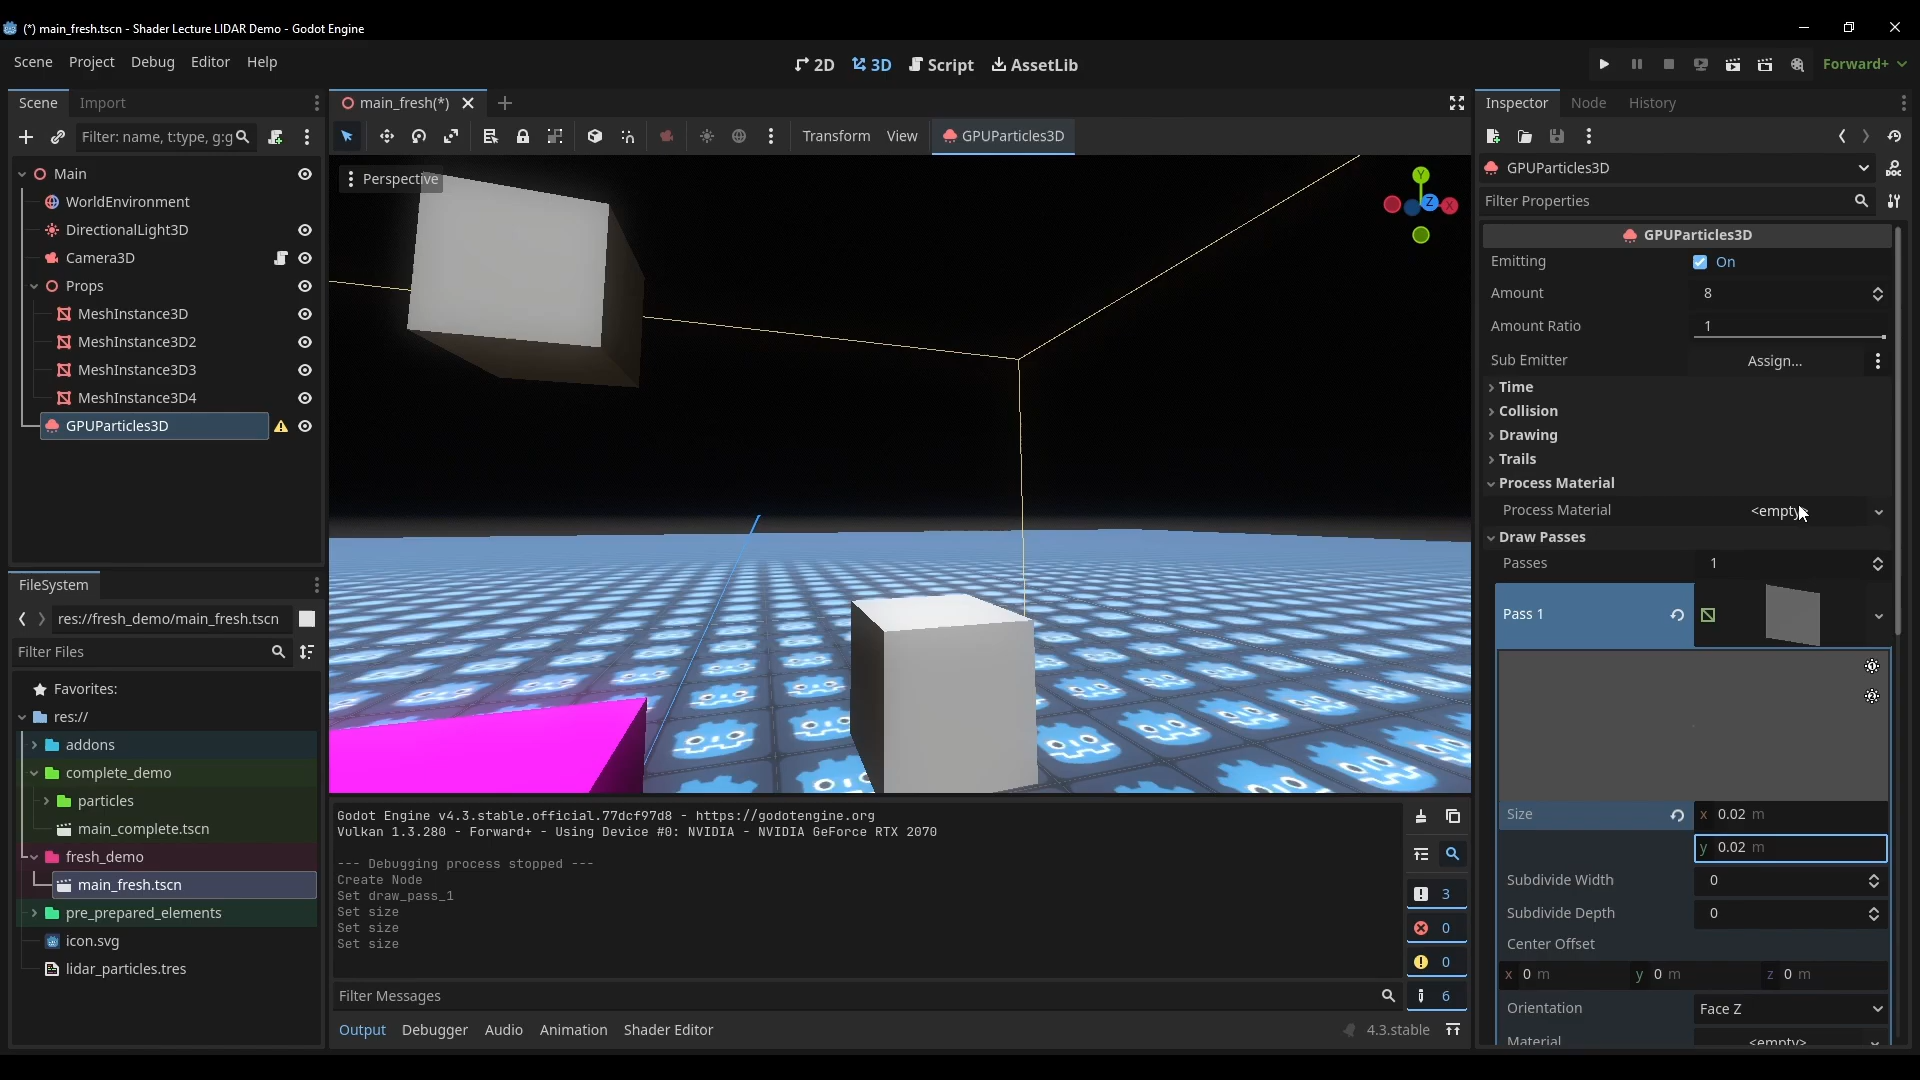 (*) main_fresh.tscn - Shader Lecture LIDAR Demo - Godot Engine
Scene Project Debug Editor Help
2D 3D Script AssetLib
Forward+
Scene Import
Filter: name, t:type, g:g
Main
WorldEnvironment
DirectionalLight3D
Camera3D
Props
MeshInstance3D
MeshInstance3D2
MeshInstance3D3
MeshInstance3D4
GPUParticles3D
FileSystem
res://fresh_demo/main_fresh.tscn
Filter Files
Favorites:
res://
addons
complete_demo
particles
main_complete.tscn
fresh_demo
main_fresh.tscn
pre_prepared_elements
icon.svg
lidar_particles.tres
main_fresh(*)
Transform View GPUParticles3D
Perspective
Y
Z
X
Godot Engine v4.3.stable.official.77dcf97d8 - https://godotengine.org
Vulkan 1.3.280 - Forward+ - Using Device #0: NVIDIA - NVIDIA GeForce RTX 2070
--- Debugging process stopped ---
Create Node
Set draw_pass_1
Set size
Set size
Set size
3
0
0
6
Filter Messages
Output Debugger Audio Animation Shader Editor
4.3.stable
Inspector Node History
GPUParticles3D
DOC
Filter Properties
GPUParticles3D
Emitting On
Amount 8
Amount Ratio 1
Sub Emitter Assign...
Time
Collision
Drawing
Trails
Process Material
Process Material <empty>
Draw Passes
Passes 1
Pass 1
Size x 0.02 m
y 0.02 m
Subdivide Width 0
Subdivide Depth 0
Center Offset
x 0 m y 0 m z 0 m
Orientation Face Z
Material <empty>